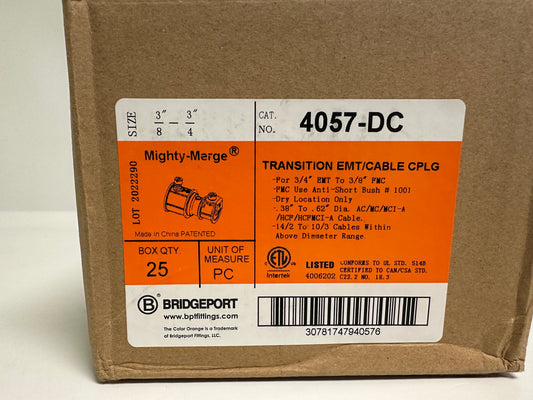 SIZE 3"/8 - 3"/4
CAT. NO. 4057-DC
LOT 2022290
Mighty-Merge®
Made in China PATENTED
BOX QTY. 25
UNIT OF MEASURE PC
TRANSITION EMT/CABLE CPLG
-For 3/4" EMT To 3/8" FMC
-FMC Use Anti-Short Bush # 1001
-Dry Location Only
-.38" To .62" Dia. AC/MC/MCI-A
/HCF/HCFMCI-A Cable.
-14/2 To 10/3 Cables Within
Above Diemeter Range.
ETL
Intertek
LISTED
4006202
CONFORMS TO UL STD. 514B
CERTIFIED TO CAN/CSA STD.
C22.2 NO. 18.3
B BRIDGEPORT®
www.bptfittings.com
The Color Orange is a Trademark
of Bridgeport Fittings, LLC.
30781747940576